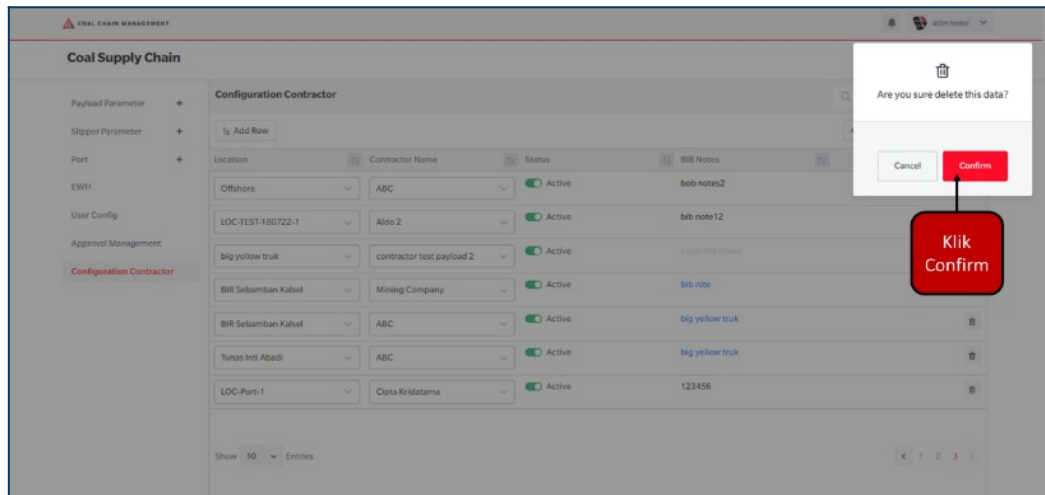 COAL CHAIN MANAGEMENT
ddm tester
Coal Supply Chain
Are you sure delete this data?
Cancel
Confirm
Klik
Confirm
Payload Parameter +
Slipper Parameter +
Port +
EWH
User Config
Approval Management
Configuration Contractor
Configuration Contractor
Add Row
Location Contractor Name Status BIB Notes
Offshore ABC Active bob notes2
LOC-TEST-180722-1 Aldo 2 Active bib note12
big yellow truk contractor test payload 2 Active
BIR Sebamban Kalsel Mining Company Active bib nite
BIR Sebamban Kalsel ABC Active big yellow truk
Tunas Inti Abadi ABC Active big yellow truk
LOC-Port-1 Cipta Kridatama Active 123456
Show 10 Entries
1 2 3